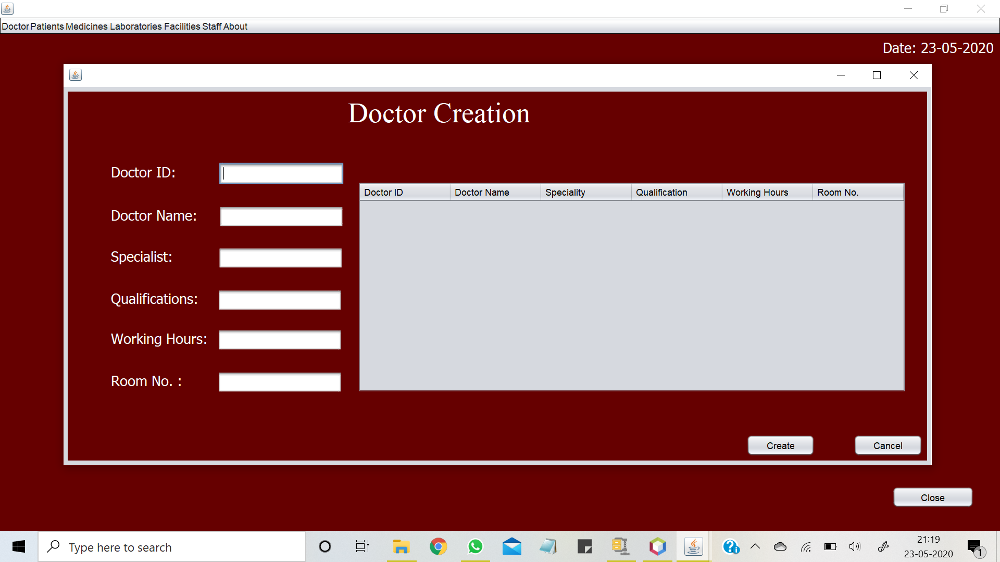 Doctor Patients Medicines Laboratories Facilities Staff About
Date: 23-05-2020
Doctor Creation
Doctor ID:
Doctor Name:
Specialist:
Qualifications:
Working Hours:
Room No. :
Doctor ID Doctor Name Speciality Qualification Working Hours Room No.
Create Cancel
Close
Type here to search
21:19
23-05-2020
1